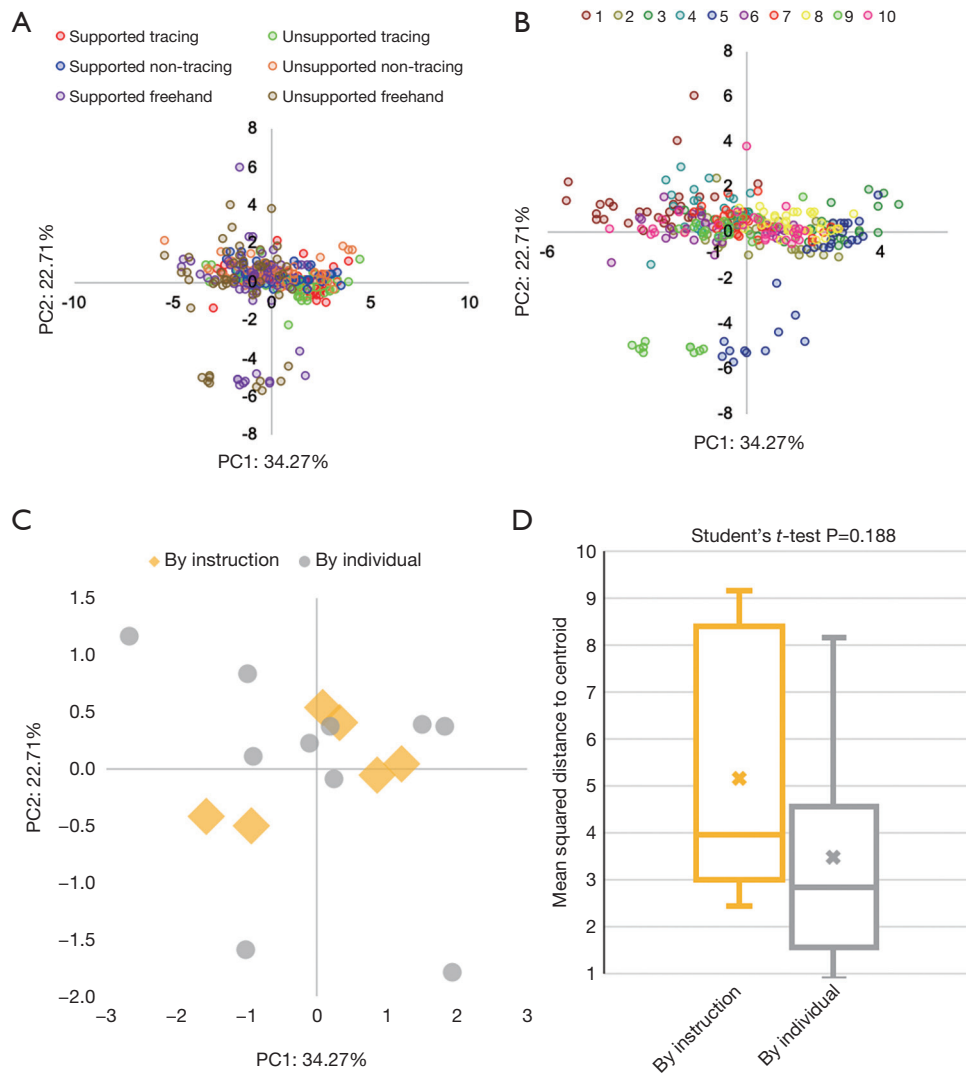 A
Supported tracing
Unsupported tracing
Supported non-tracing
Unsupported non-tracing
Supported freehand
Unsupported freehand
8
6
4
2
0
-10
-5
0
5
10
-2
-4
-6
-8
PC2: 22.71%
PC1: 34.27%
B
1 2 3 4 5 6 7 8 9 10
8
6
4
2
0
-6
-1
4
-2
-4
-6
-8
PC2: 22.71%
PC1: 34.27%
C
By instruction By individual
1.5
1.0
0.5
0.0
−0.5
−1.0
−1.5
−2.0
−3 −2 −1 0 1 2 3
PC2: 22.71%
PC1: 34.27%
D
Student's t-test P=0.188
10
9
8
7
6
5
4
3
2
1
Mean squared distance to centroid
By instruction
By individual